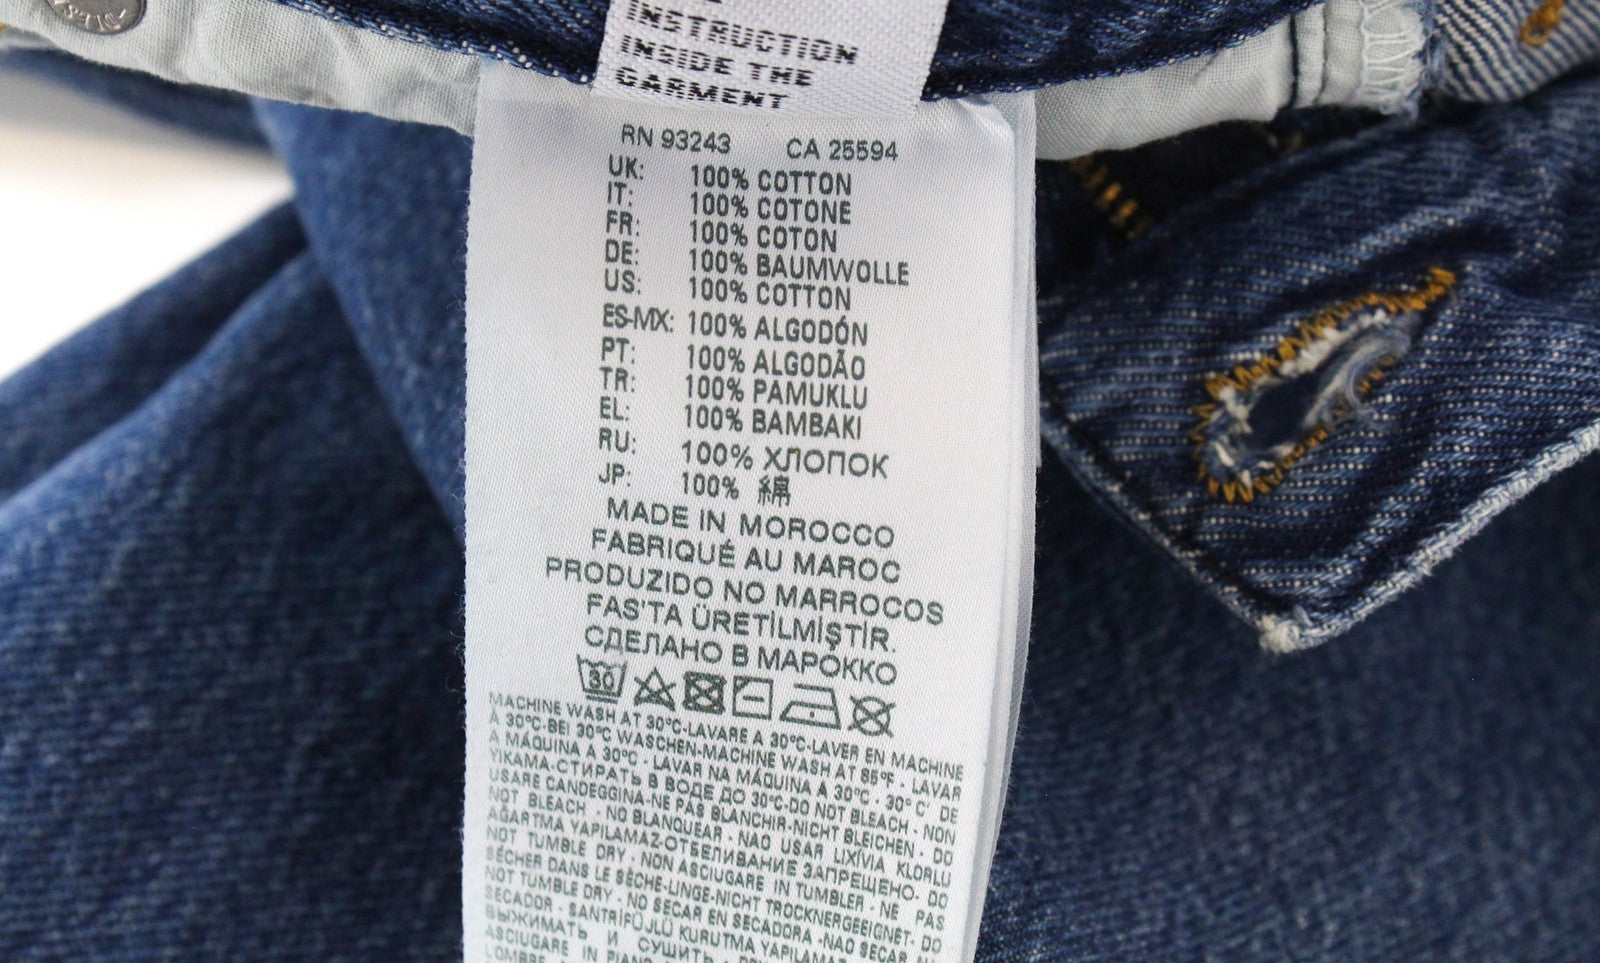 INSTRUCTION
INSIDE THE
GARMENT
RN 93243 CA 25594
UK: 100% COTTON
IT: 100% COTONE
FR: 100% COTON
DE: 100% BAUMWOLLE
US: 100% COTTON
ES-MX: 100% ALGODÓN
PT: 100% ALGODÃO
TR: 100% PAMUKLU
EL: 100% BAMBAKI
RU: 100% ХЛОПОК
JP: 100% 綿
MADE IN MOROCCO
FABRIQUÉ AU MAROC
PRODUZIDO NO MARROCOS
FAS'TA ÜRETİLMİŞTİR.
СДЕЛАНО В МАРОККО
30
MACHINE WASH AT 30°C-LAVARE A 30°C-LAVER EN MACHINE
À 30°C-BEI 30°C WASCHEN-MACHINE WASH AT 85°F - LAVAR
A MÁQUINA A 30°C - LAVAR NA MÁQUINA A 30°C - 30° C' DE
YIKAMA-СТИРАТЬ В ВОДЕ ДО 30°C-DO NOT BLEACH - NON
USARE CANDEGGINA-NE PAS BLANCHIR-NICHT BLEICHEN - DO
NOT BLEACH - NO BLANQUEAR - NAO USAR LIXÍVIA KLORLU
AĞARTMA YAPILAMAZ-ОТБЕЛИВАНИЕ ЗАПРЕЩЕНО- DO
NOT TUMBLE DRY - NON ASCIUGARE IN TUMBLER - NE PAS
SÉCHER DANS LE SÈCHE-LINGE-NICHT TROCKNERGEEIGNET- DO
NOT TUMBLE DRY - NO SECAR EN SECADORA -NAO SECAR
SECADOR - SANTRİFÜJLÜ KURUTMA YAPILAMAZ
ВЫЖИМАТЬ И СУШИТЬ
ASCIUGARE IN